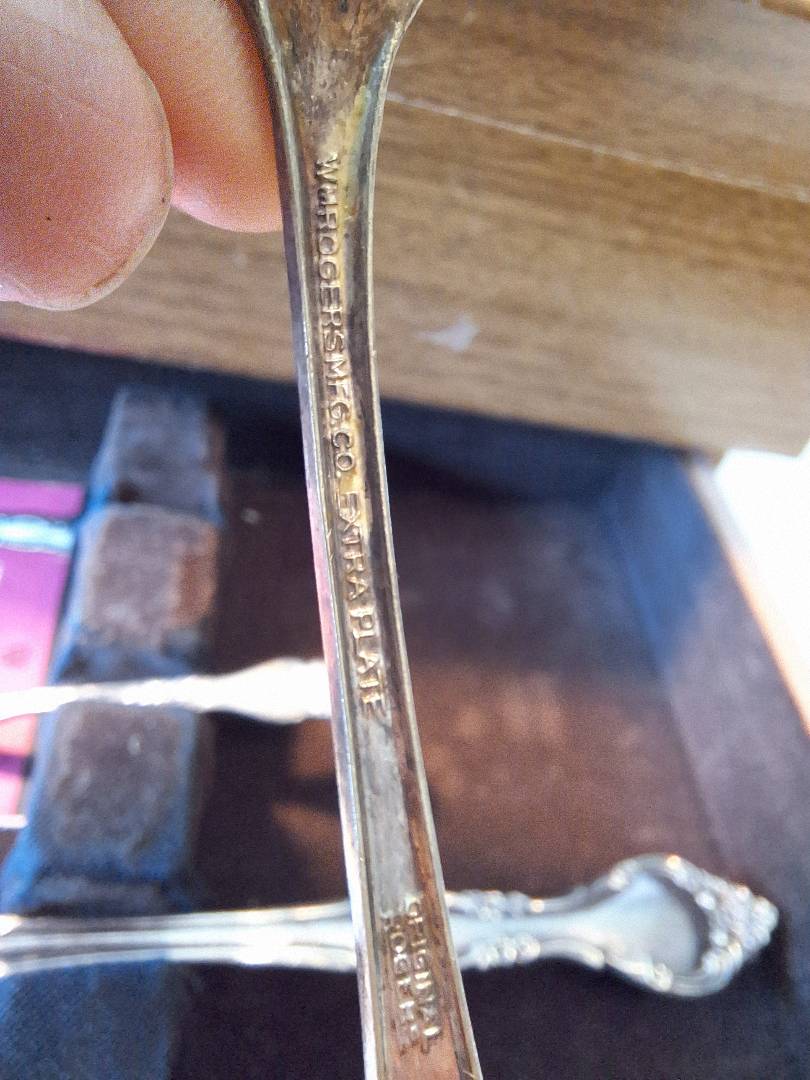 WM. ROGERS MFG. CO. EXTRA PLATE
ORIGINAL
ROGERS